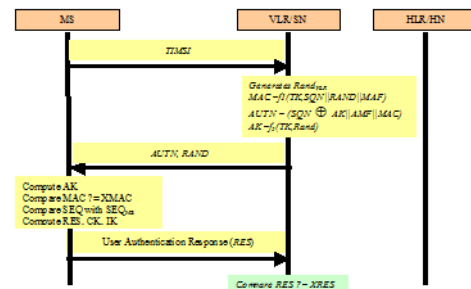 MS VLR/SN HLR/HN
TIMSI
Generates Rand_VLR
MAC =f1(TK,SQN||RAND||MAF)
AUTN = (SQN ⊕ AK||AMF||MAC)
AK=f5(TK,Rand)
AUTN, RAND
Compute AK
Compare MAC ?= XMAC
Compare SEQ with SEQ
Compute RES, CK, IK
User Authentication Response (RES)
Compare RES ?= XRES